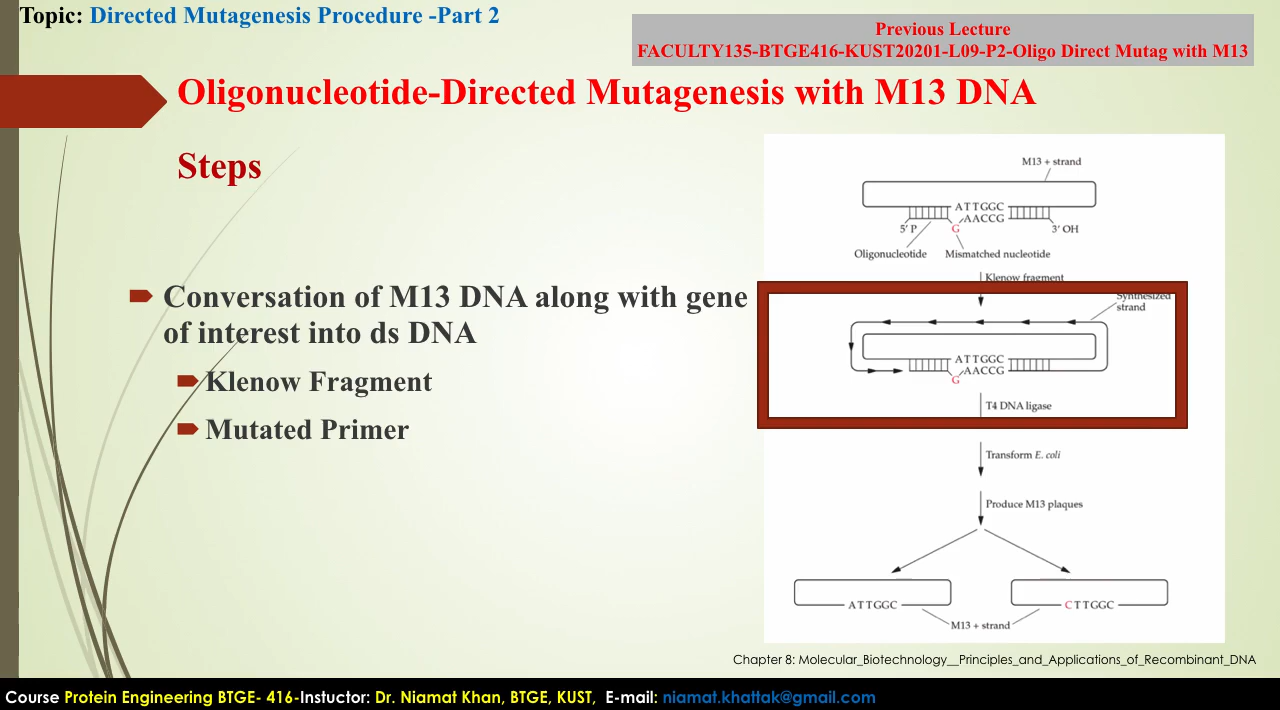 Topic: Directed Mutagenesis Procedure -Part 2
Previous Lecture
FACULTY135-BTGE416-KUST20201-L09-P2-Oligo Direct Mutag with M13
Oligonucleotide-Directed Mutagenesis with M13 DNA
Steps
Conversation of M13 DNA along with gene
of interest into ds DNA
Klenow Fragment
Mutated Primer
M13 + strand
ATTGGC
AACCG
5′ P
G
3′ OH
Oligonucleotide
Mismatched nucleotide
Klenow fragment
Synthesized
strand
ATTGGC
AACCG
G
T4 DNA ligase
Transform E. coli
Produce M13 plaques
ATTGGC
CTTGGC
M13 + strand
Chapter 8: Molecular_Biotechnology__Principles_and_Applications_of_Recombinant_DNA
Course Protein Engineering BTGE- 416-Instuctor: Dr. Niamat Khan, BTGE, KUST, E-mail: niamat.khattak@gmail.com